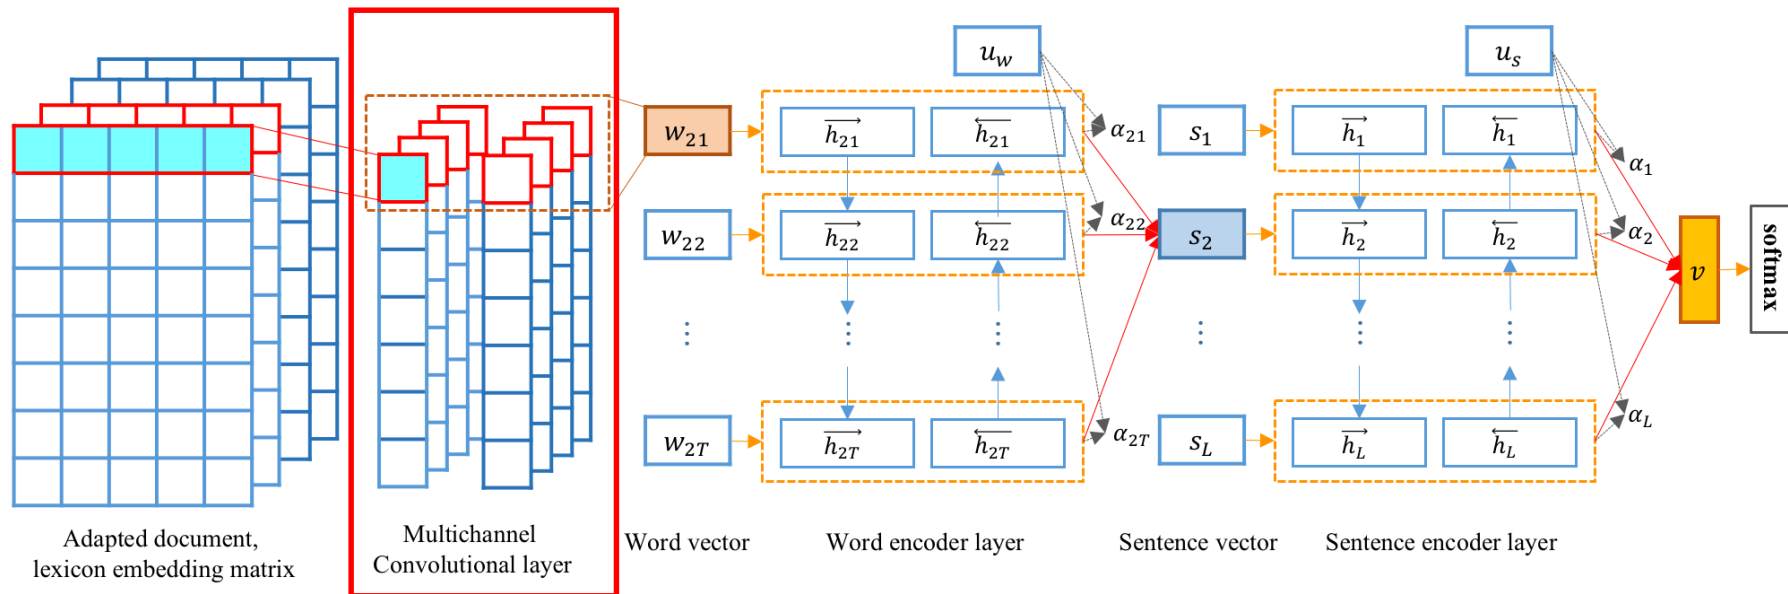 u_w
u_s
w_21
→h_21
←h_21
α_21
s_1
→h_1
←h_1
α_1
w_22
→h_22
←h_22
α_22
s_2
→h_2
←h_2
α_2
v
softmax
⋮ ⋮ ⋮ ⋮ ⋮ ⋮
w_2T
→h_2T
←h_2T
α_2T
s_L
→h_L
←h_L
α_L
Adapted document,
lexicon embedding matrix
Multichannel
Convolutional layer
Word vector
Word encoder layer
Sentence vector
Sentence encoder layer